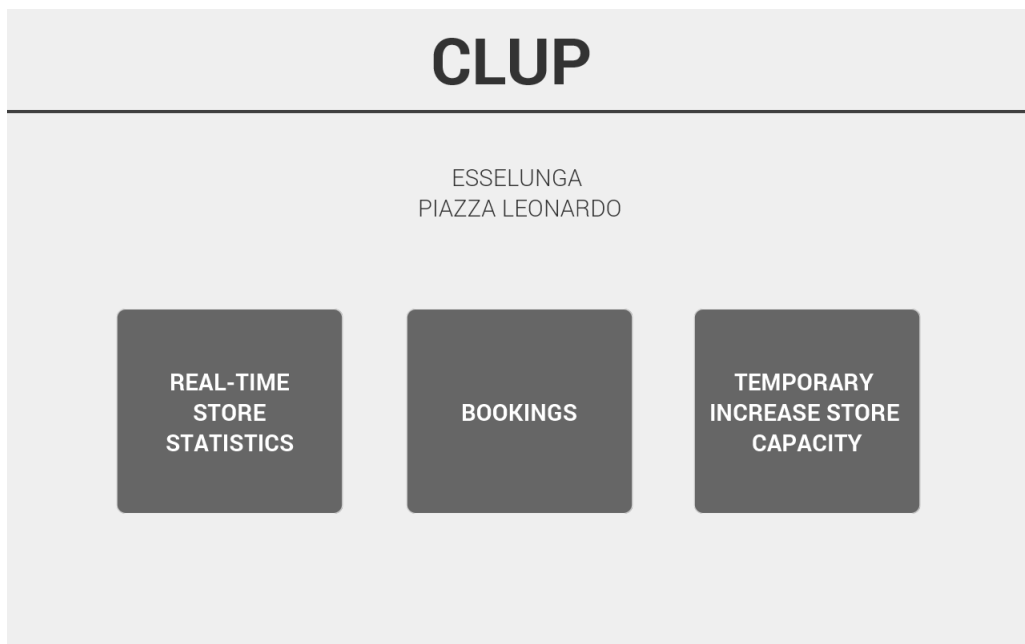 CLUP
ESSELUNGA
PIAZZA LEONARDO
REAL-TIME
STORE
STATISTICS
BOOKINGS
TEMPORARY
INCREASE STORE
CAPACITY